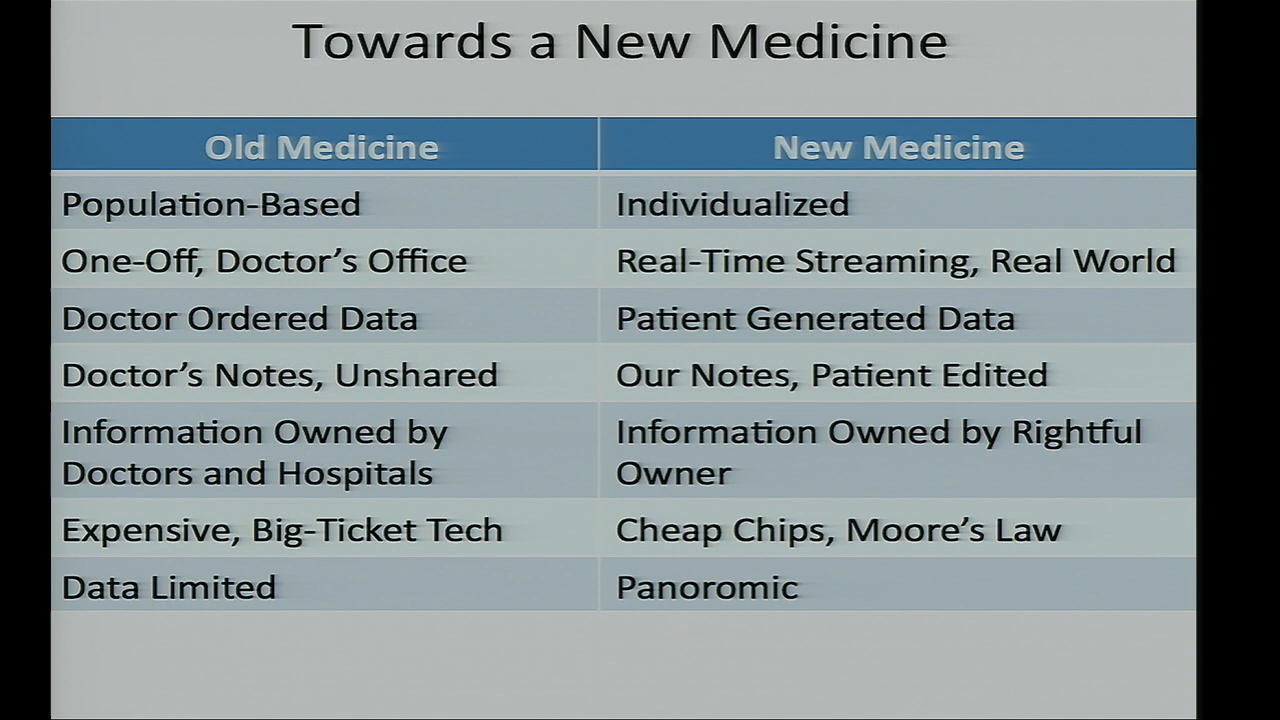 Towards a New Medicine
Old Medicine
New Medicine
Population-Based
Individualized
One-Off, Doctor's Office
Real-Time Streaming, Real World
Doctor Ordered Data
Patient Generated Data
Doctor's Notes, Unshared
Our Notes, Patient Edited
Information Owned by
Doctors and Hospitals
Information Owned by Rightful
Owner
Expensive, Big-Ticket Tech
Cheap Chips, Moore's Law
Data Limited
Panoromic